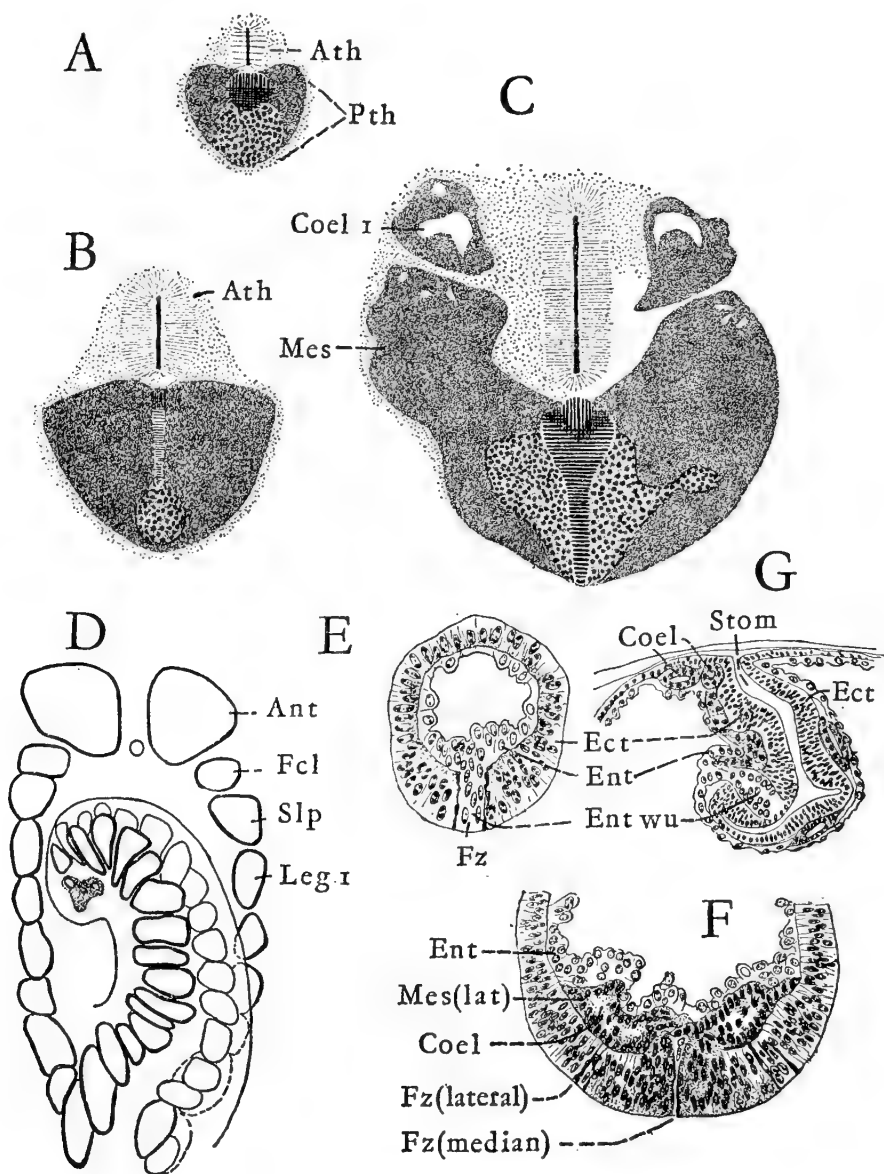 A
Ath
Pth
C
Coel 1
B
Ath
Mes
G
D
E
Coel
Stom
Ect
Ant
Fcl
Slp
Leg.1
Ect
Ent
Ent wu
Fz
F
Ent
Mes(lat)
Coel
Fz(lateral)
Fz(median)